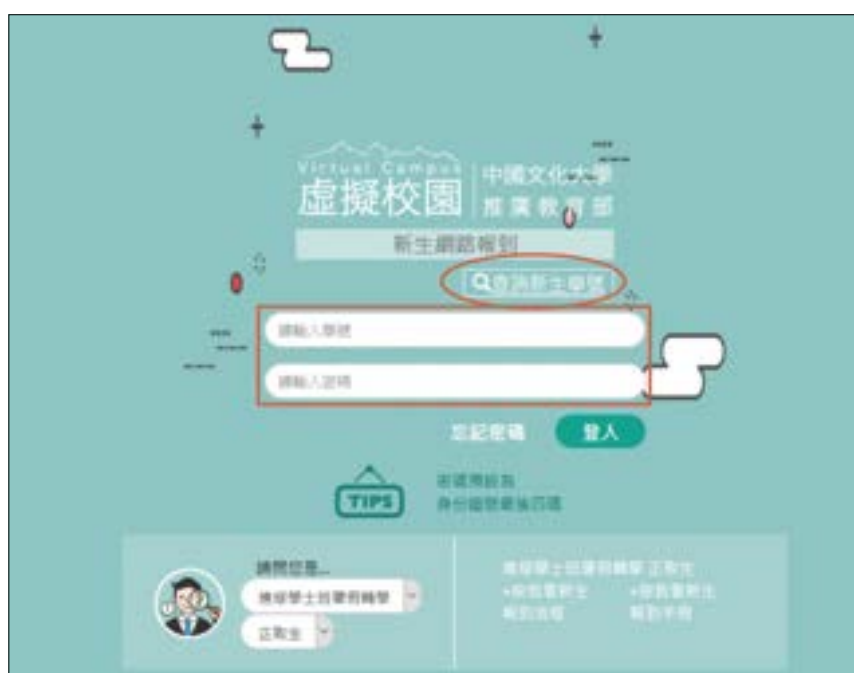 Virtual Campus
虛擬校園
中國文化大學
推廣教育部
新生網路報到
查詢新生學號
請輸入學號
請輸入密碼
忘記密碼
登入
TIPS
密碼預設為
身份證號最後四碼
請問您是...
進修學士班暑假轉學
正取生
進修學士班暑假轉學 正取生
報到流程
報到手冊